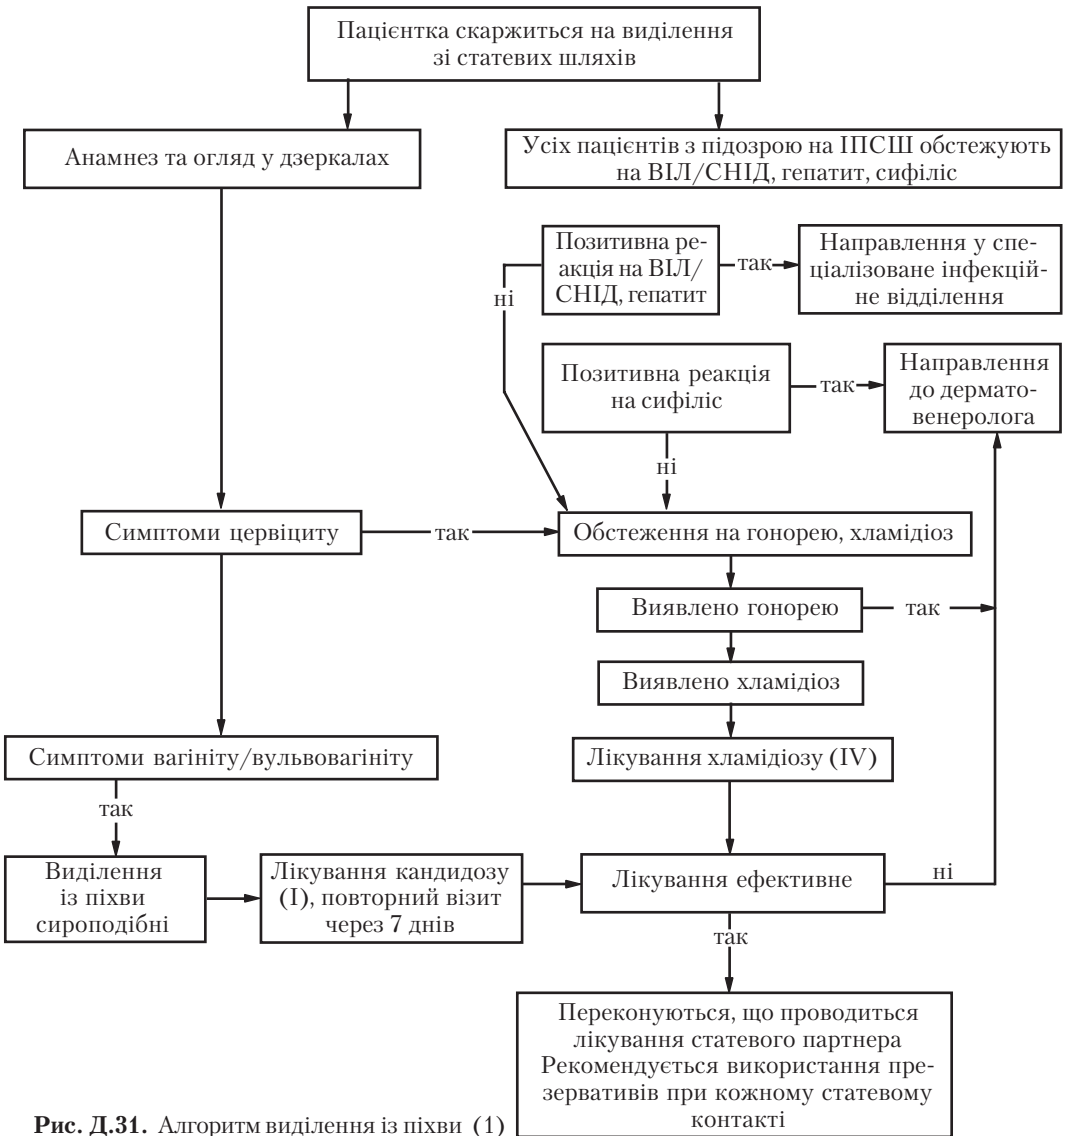 Пацієнтка скаржиться на виділення
зі статевих шляхів
Анамнез та огляд у дзеркалах
Усіх пацієнтів з підозрою на ІПСШ обстежують
на ВІЛ/СНІД, гепатит, сифіліс
Позитивна ре-
акція на ВІЛ/
СНІД, гепатит
так
Направлення у спе-
ціалізоване інфекцій-
не відділення
ні
Позитивна реакція
на сифіліс
так
Направлення
до дермато-
венеролога
ні
Симптоми цервіциту
так
Обстеження на гонорею, хламідіоз
Виявлено гонорею
так
Виявлено хламідіоз
Симптоми вагініту/вульвовагініту
Лікування хламідіозу (IV)
так
Виділення
із піхви
сироподібні
Лікування кандидозу
(I), повторний візит
через 7 днів
Лікування ефективне
ні
так
Переконуються, що проводиться
лікування статевого партнера
Рекомендується використання пре-
зервативів при кожному статевому
контакті
Рис. Д.31. Алгоритм виділення із піхви (1)